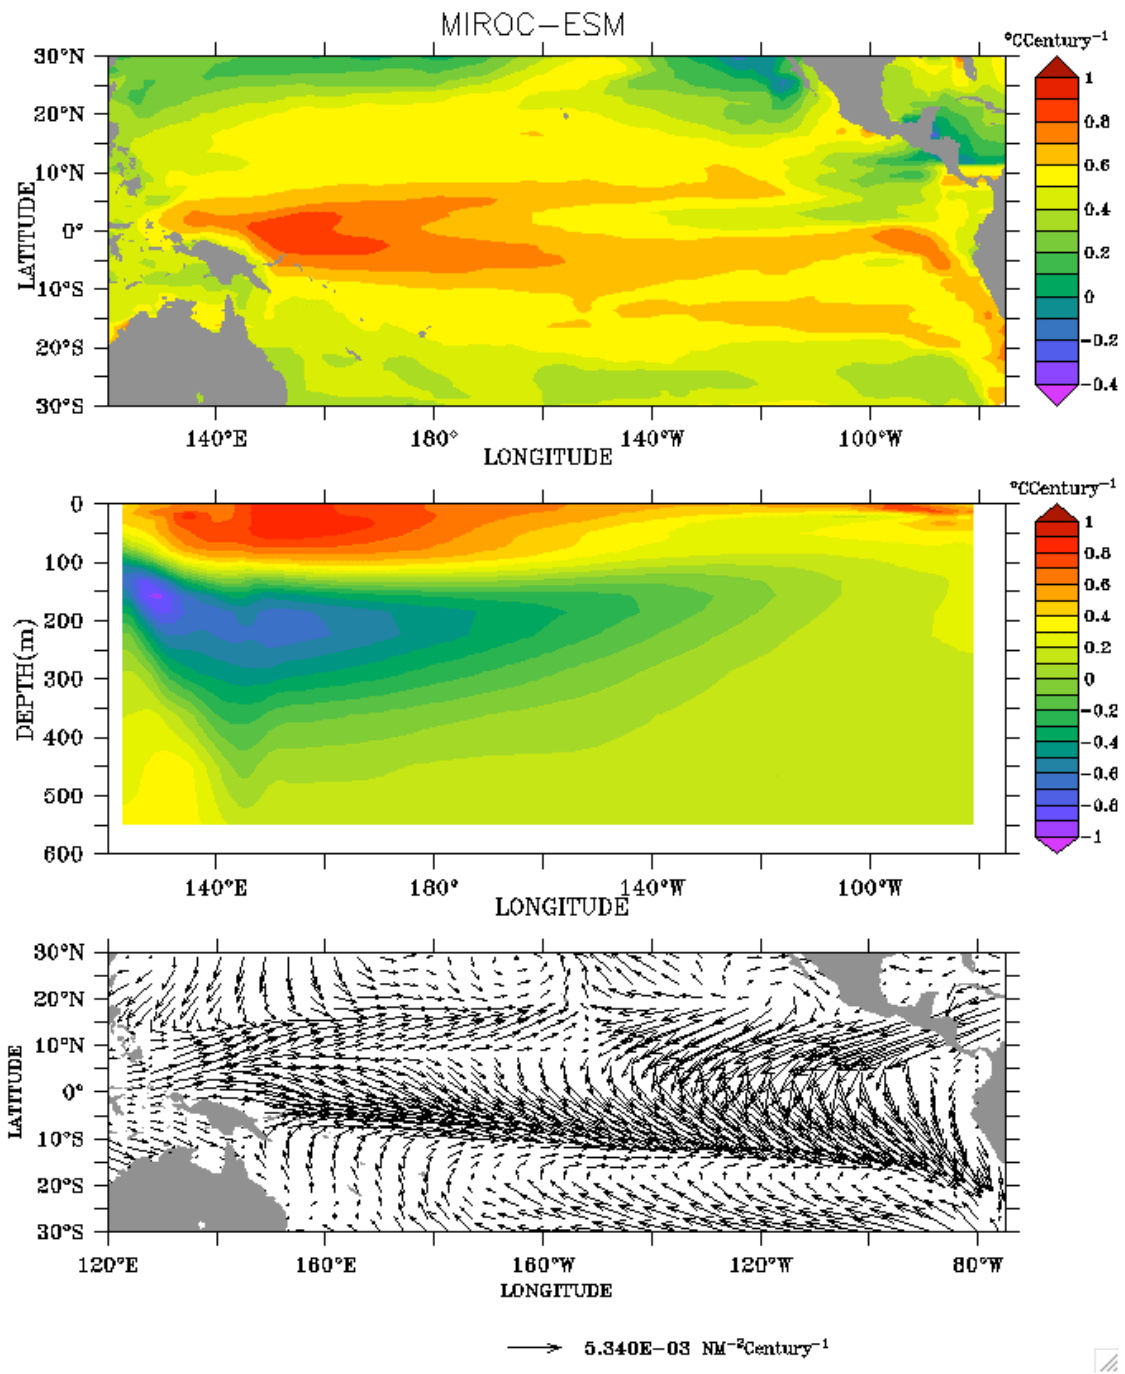 MIROC-ESM
°CCentury⁻¹
30°N
20°N
10°N
0°
10°S
20°S
30°S
LATITUDE
140°E 180° 140°W 100°W
LONGITUDE
1
0.8
0.6
0.4
0.2
0
-0.2
-0.4
°CCentury⁻¹
0
100
200
300
400
500
600
DEPTH(m)
140°E 180° 140°W 100°W
LONGITUDE
1
0.8
0.6
0.4
0.2
0
-0.2
-0.4
-0.6
-0.8
-1
30°N
20°N
10°N
0°
10°S
20°S
30°S
LATITUDE
120°E 160°E 160°W 120°W 80°W
LONGITUDE
5.340E-03 NM⁻²Century⁻¹